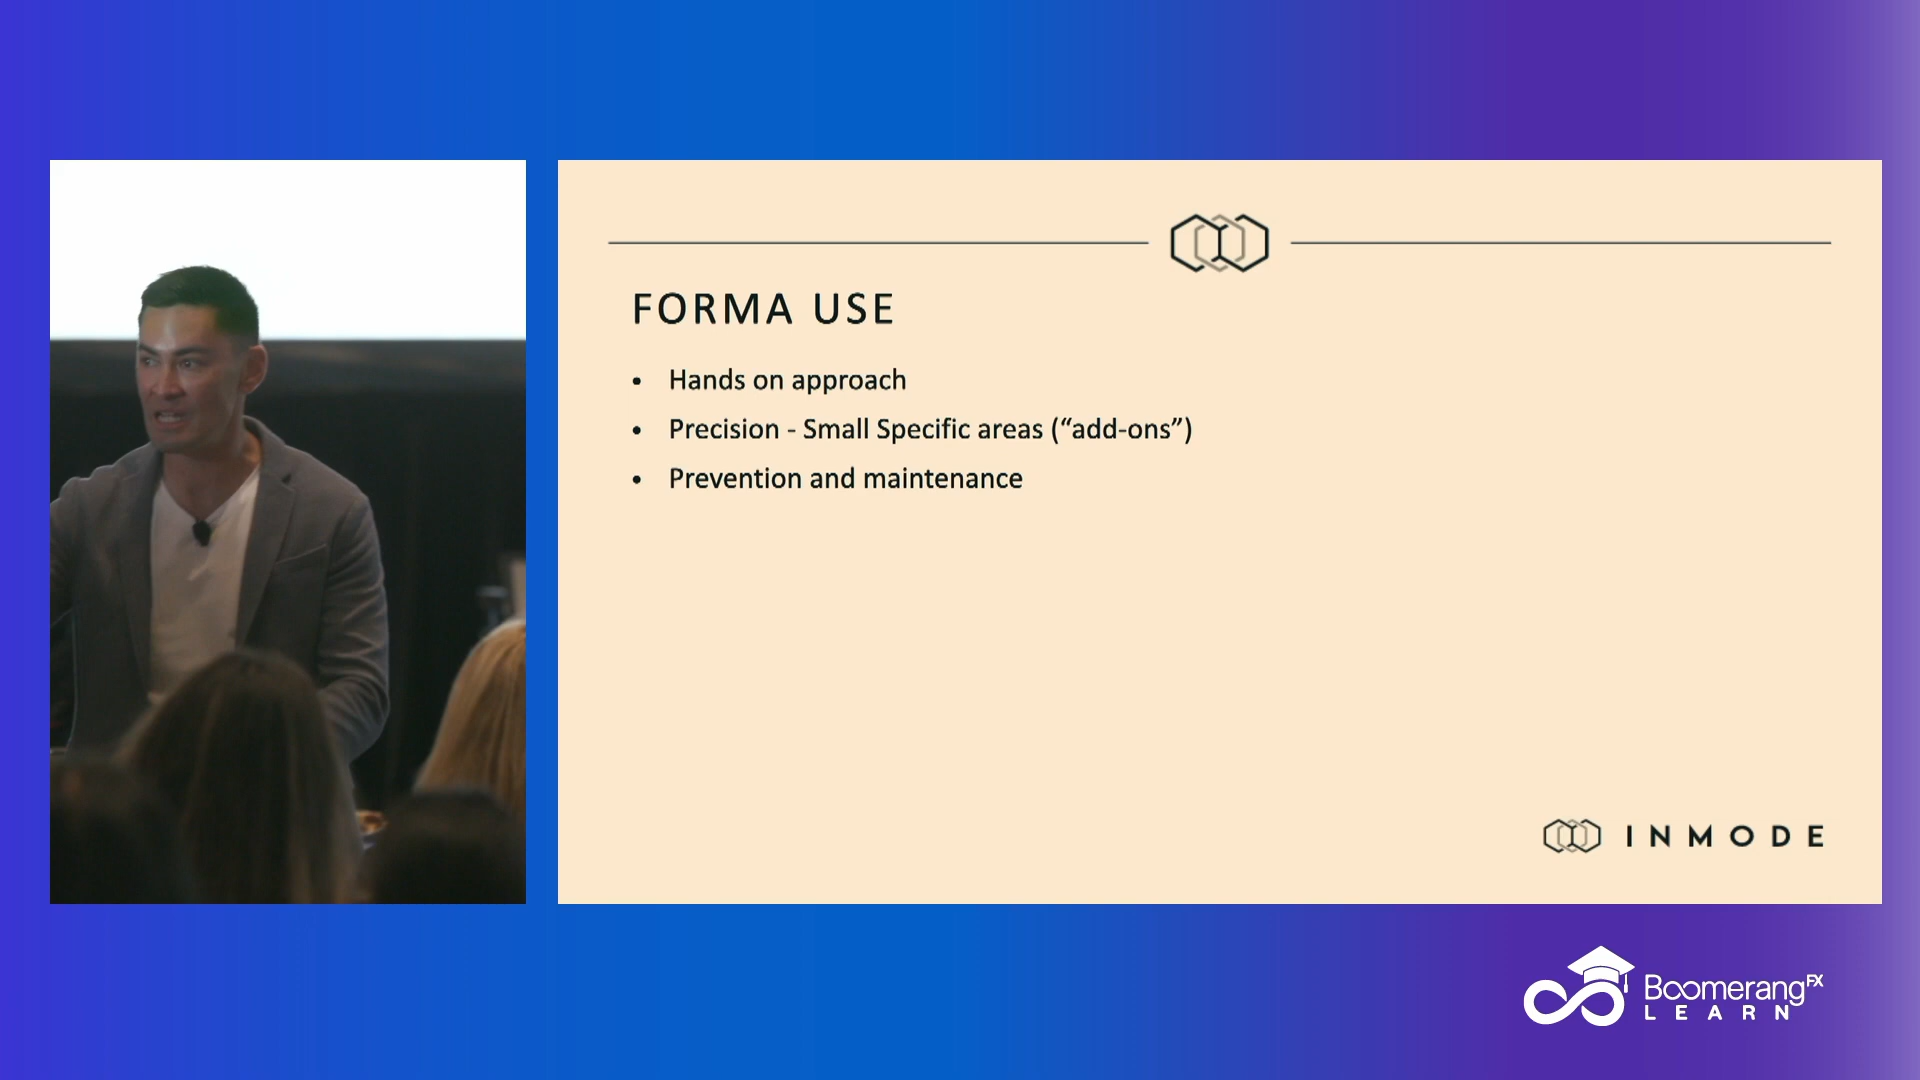 FORMA USE
• Hands on approach
• Precision - Small Specific areas (“add-ons”)
• Prevention and maintenance
INMODE
BoomerangFX
LEARN